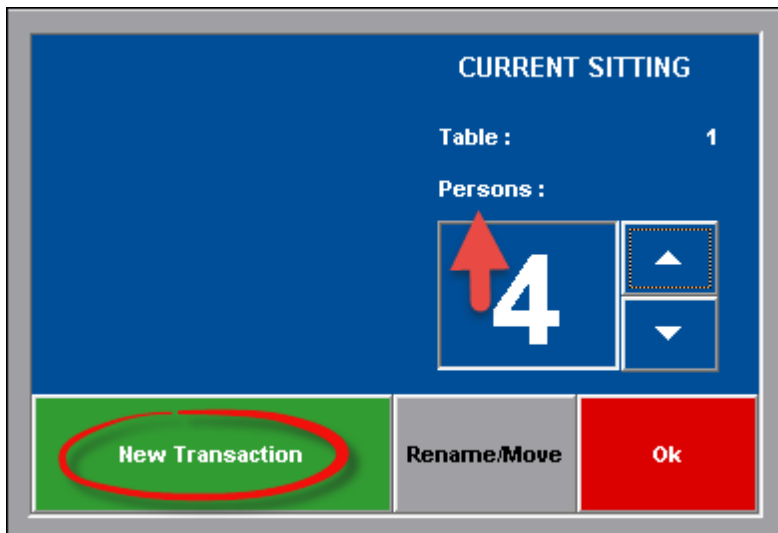 CURRENT SITTING
Table : 1
Persons :
4
New Transaction
Rename/Move
Ok